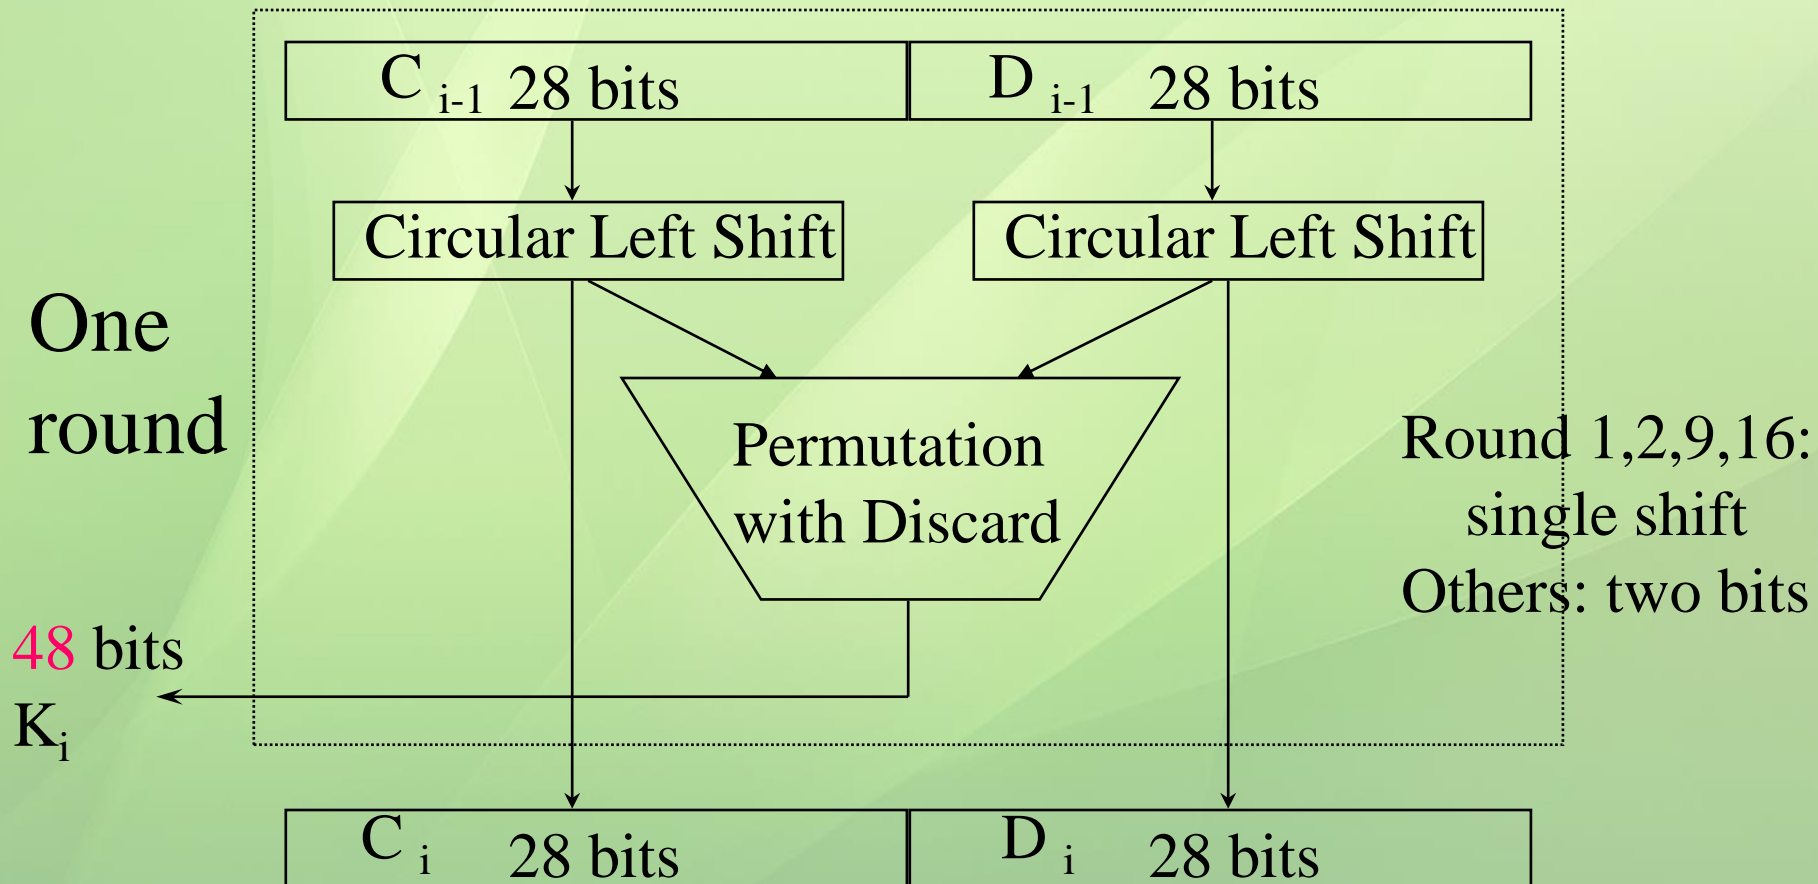 C i-1 28 bits
D i-1 28 bits
Circular Left Shift
Circular Left Shift
One
round
Permutation
with Discard
Round 1,2,9,16:
single shift
Others: two bits
48 bits
Ki
C i 28 bits
D i 28 bits